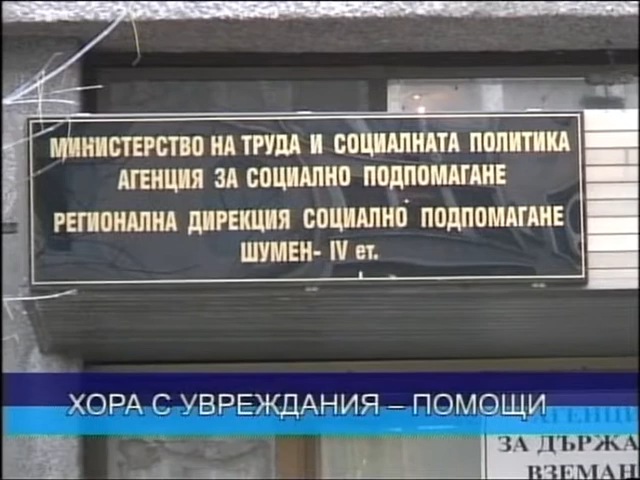 МИНИСТЕРСТВО НА ТРУДА И СОЦИАЛНАТА ПОЛИТИКА
АГЕНЦИЯ ЗА СОЦИАЛНО ПОДПОМАГАНЕ
РЕГИОНАЛНА ДИРЕКЦИЯ СОЦИАЛНО ПОДПОМАГАНЕ
ШУМЕН- IV ет.
ХОРА С УВРЕЖДАНИЯ – ПОМОЩИ
АГЕНЦИ
ЗА ДЪРЖА
ВЗЕМАН